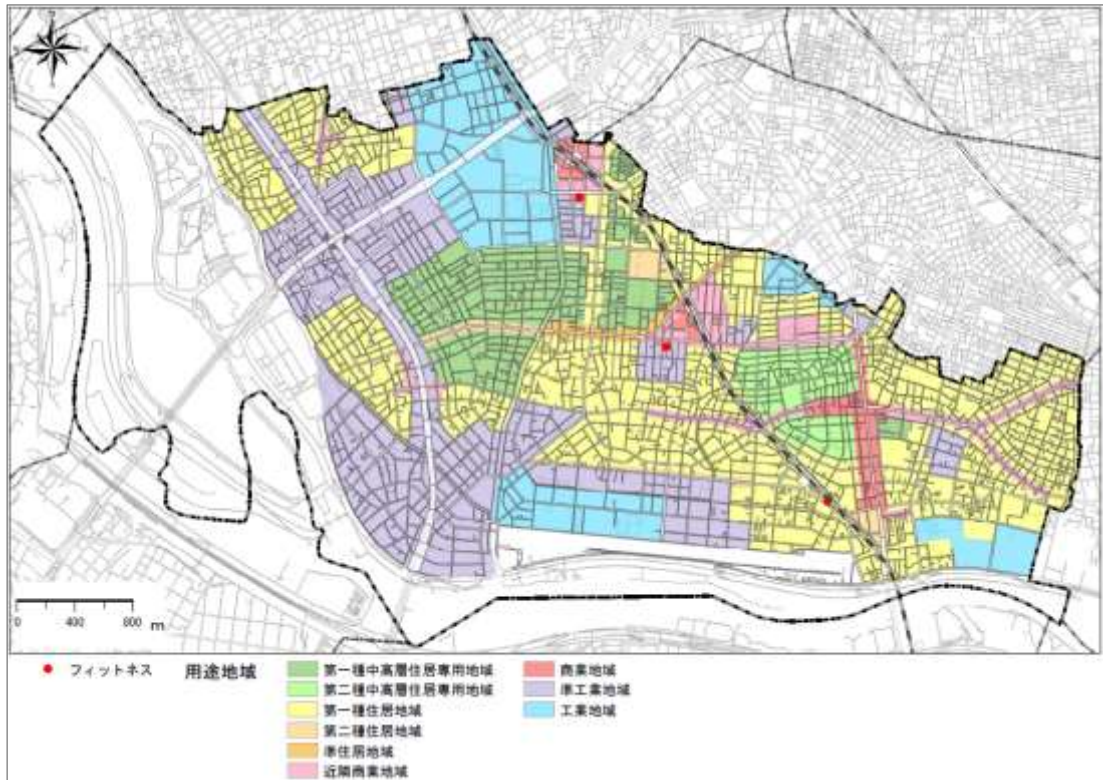 0 400 800 m
フィットネス
用途地域
第一種中高層住居専用地域
第二種中高層住居専用地域
第一種住居地域
第二種住居地域
準住居地域
近隣商業地域
商業地域
準工業地域
工業地域